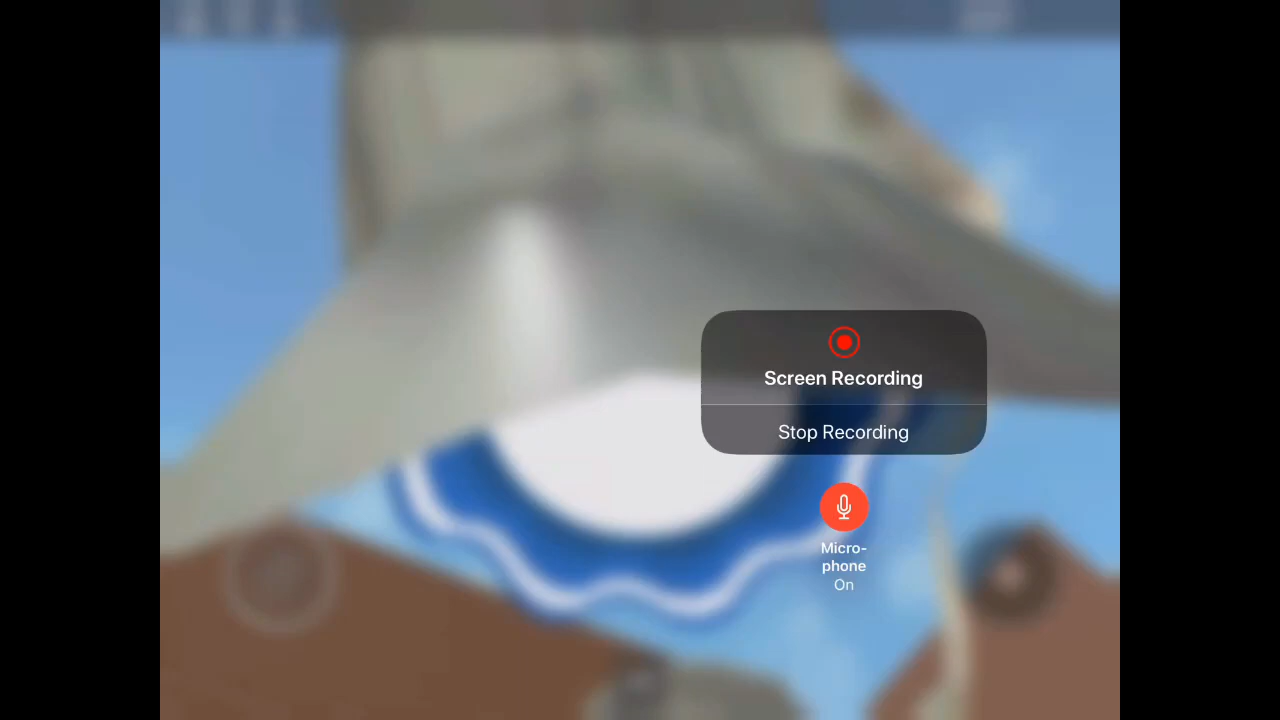 Screen Recording
Stop Recording
Micro-
phone
On